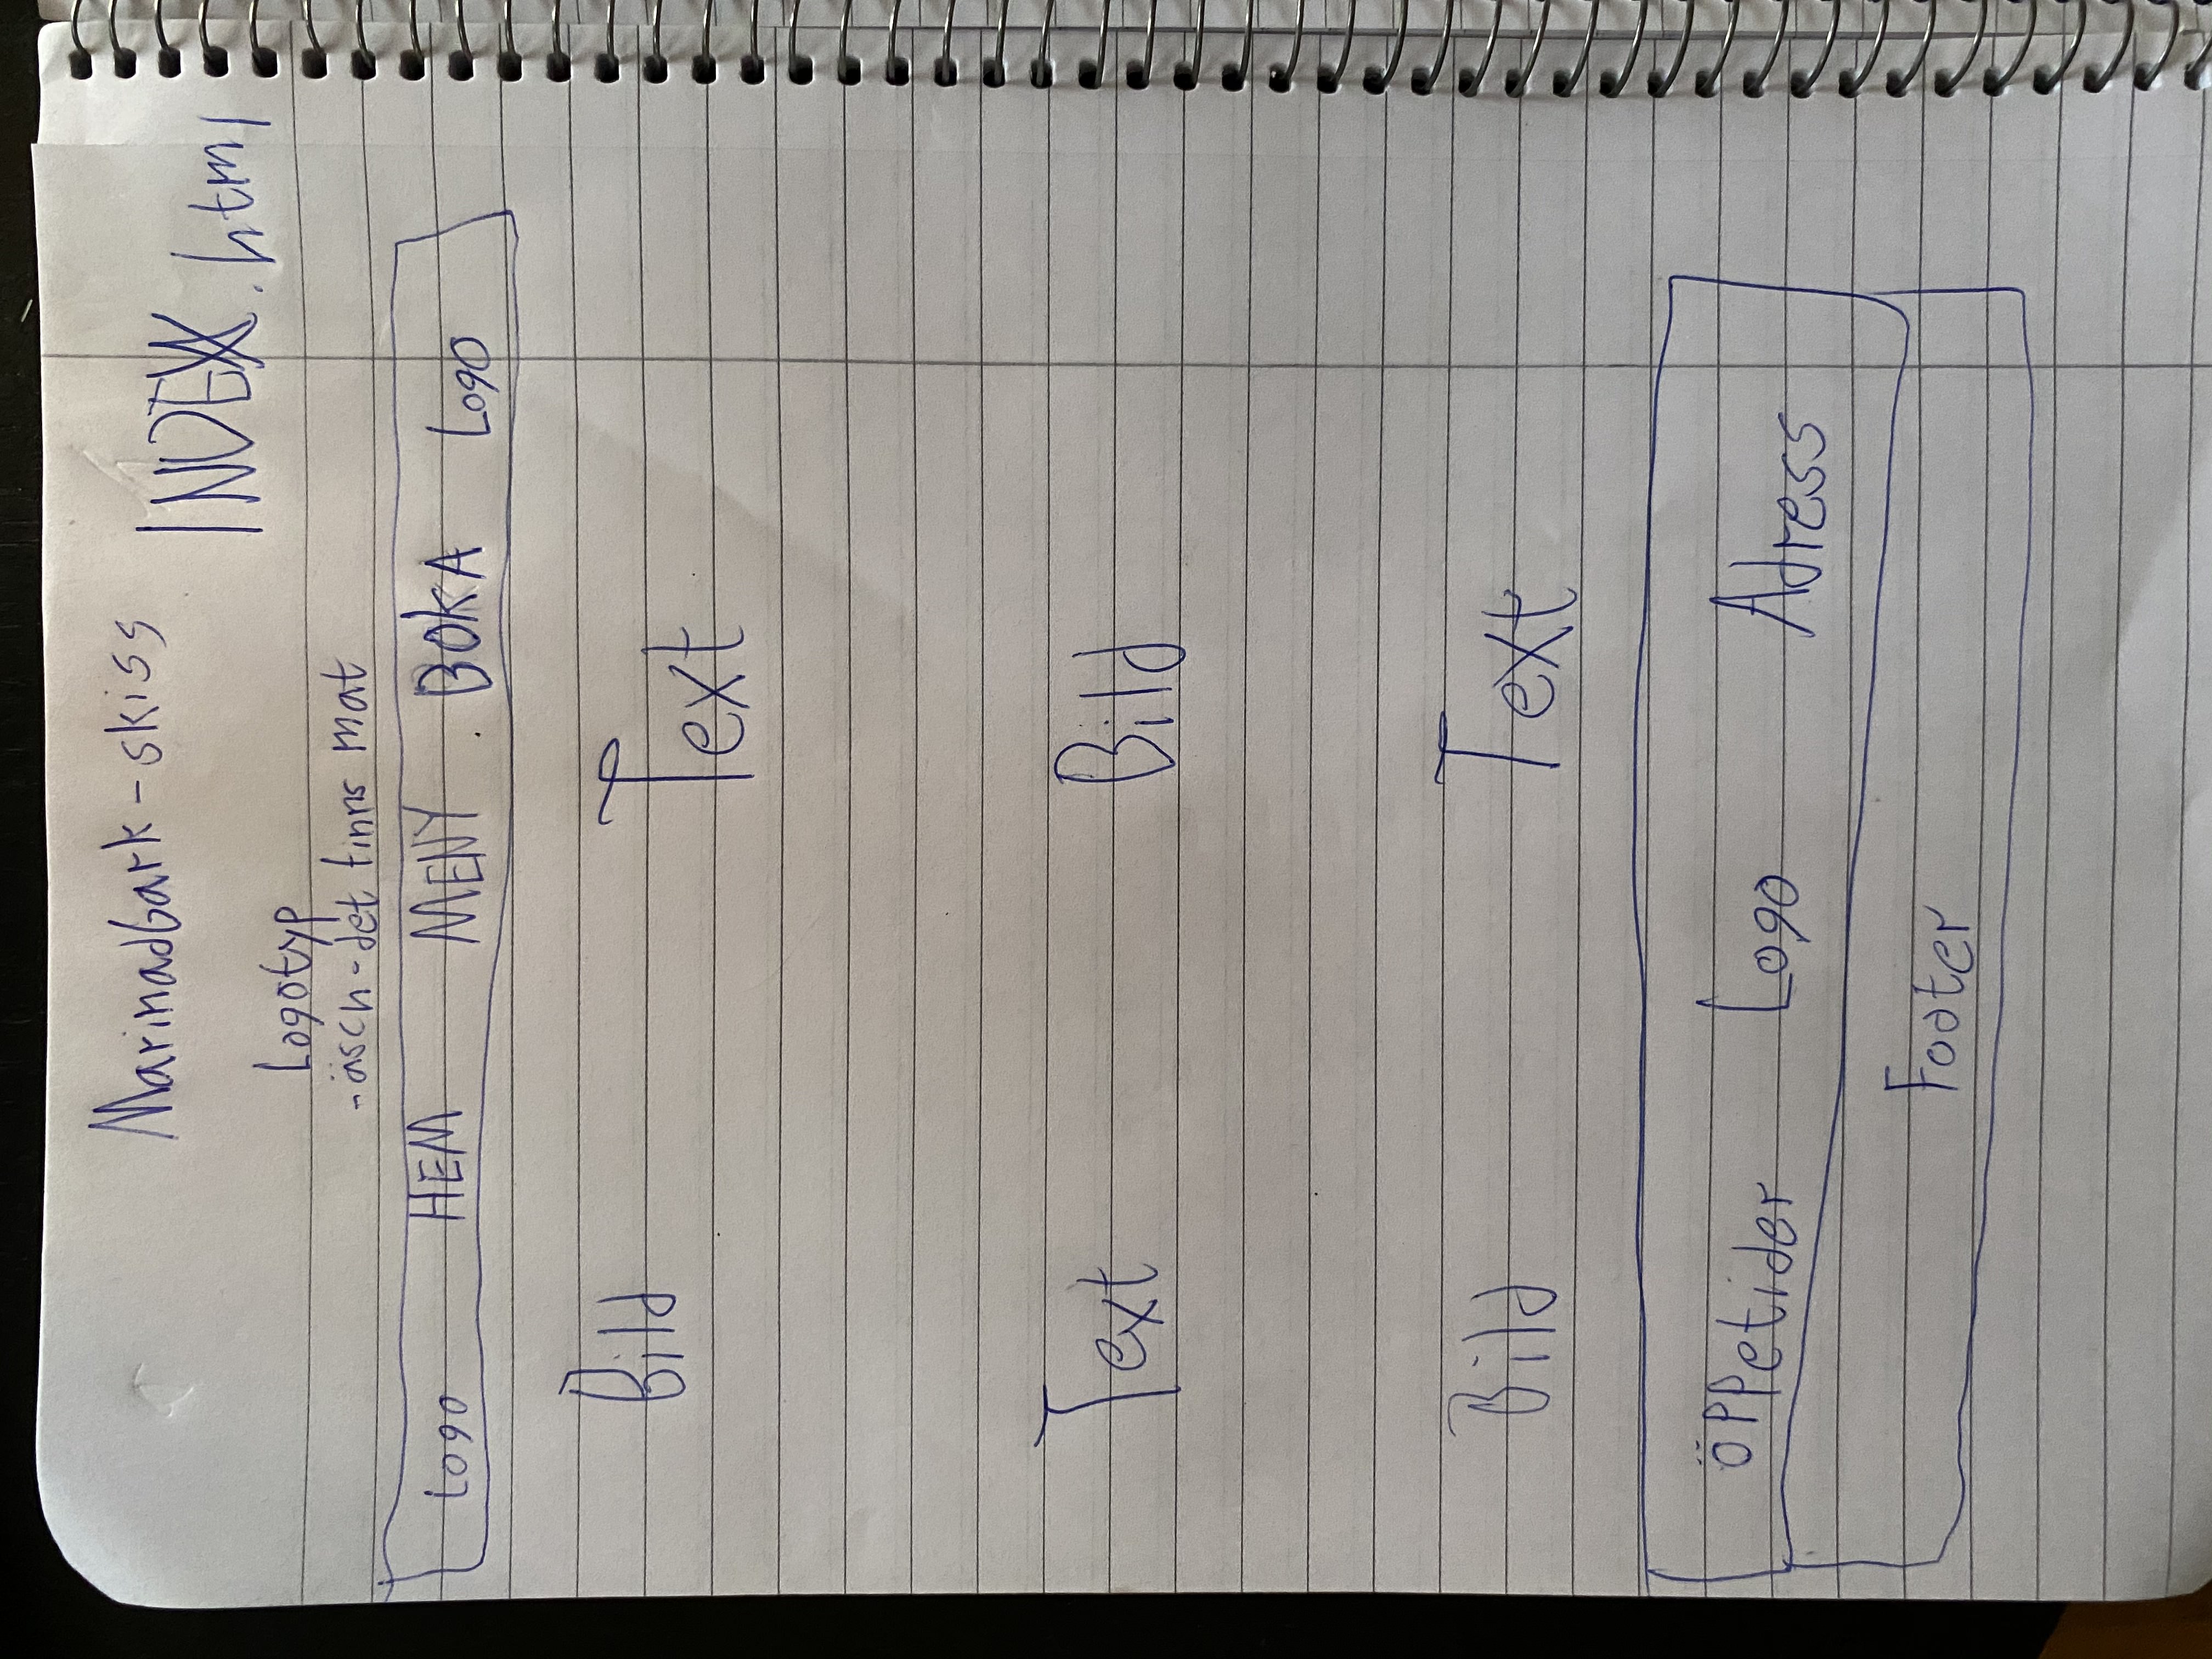 Marinadbark - skiss
INDEX.html
Logotyp
- äsch - det finns mat
Logo HEM MENY BOKA Logo
Bild Text
Text Bild
Bild Text
öppetider Logo Adress
Footer